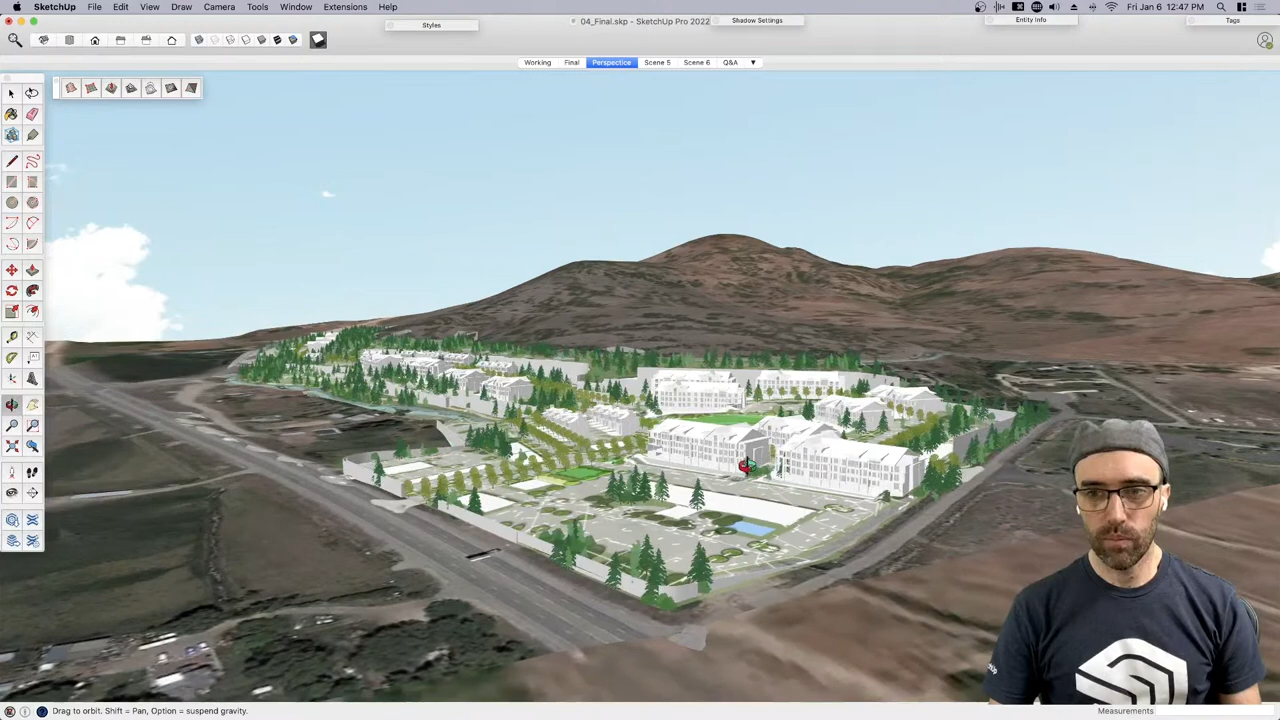 SketchUp File Edit View Draw Camera Tools Window Extensions Help
Fri Jan 6 12:47 PM
Styles
04_Final.skp - SketchUp Pro 2022
Shadow Settings
Entity Info
Tags
Working Final Perspectice Scene 5 Scene 6 Q&A
Drag to orbit. Shift = Pan, Option = suspend gravity.
Measurements